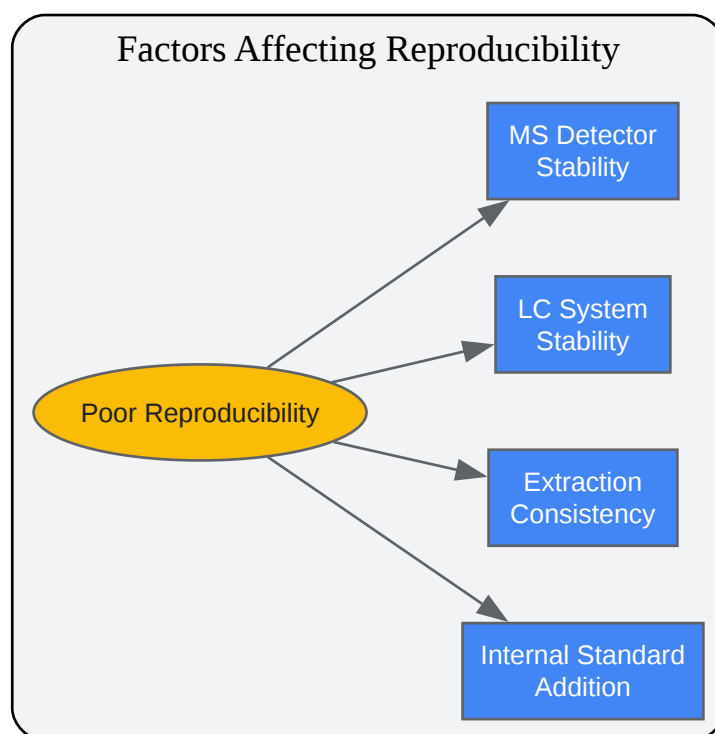 Factors Affecting Reproducibility
MS Detector
Stability
LC System
Stability
Poor Reproducibility
Extraction
Consistency
Internal Standard
Addition